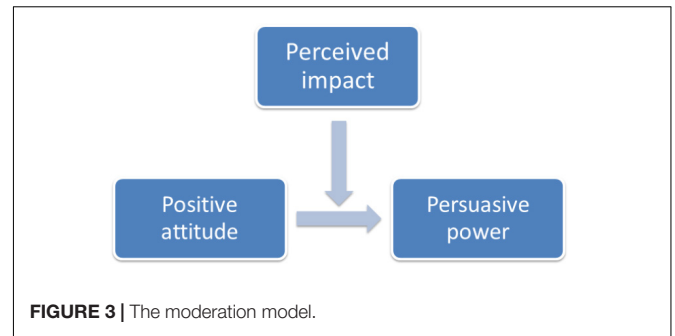 Perceived
impact
Positive
attitude
Persuasive
power
FIGURE 3 | The moderation model.